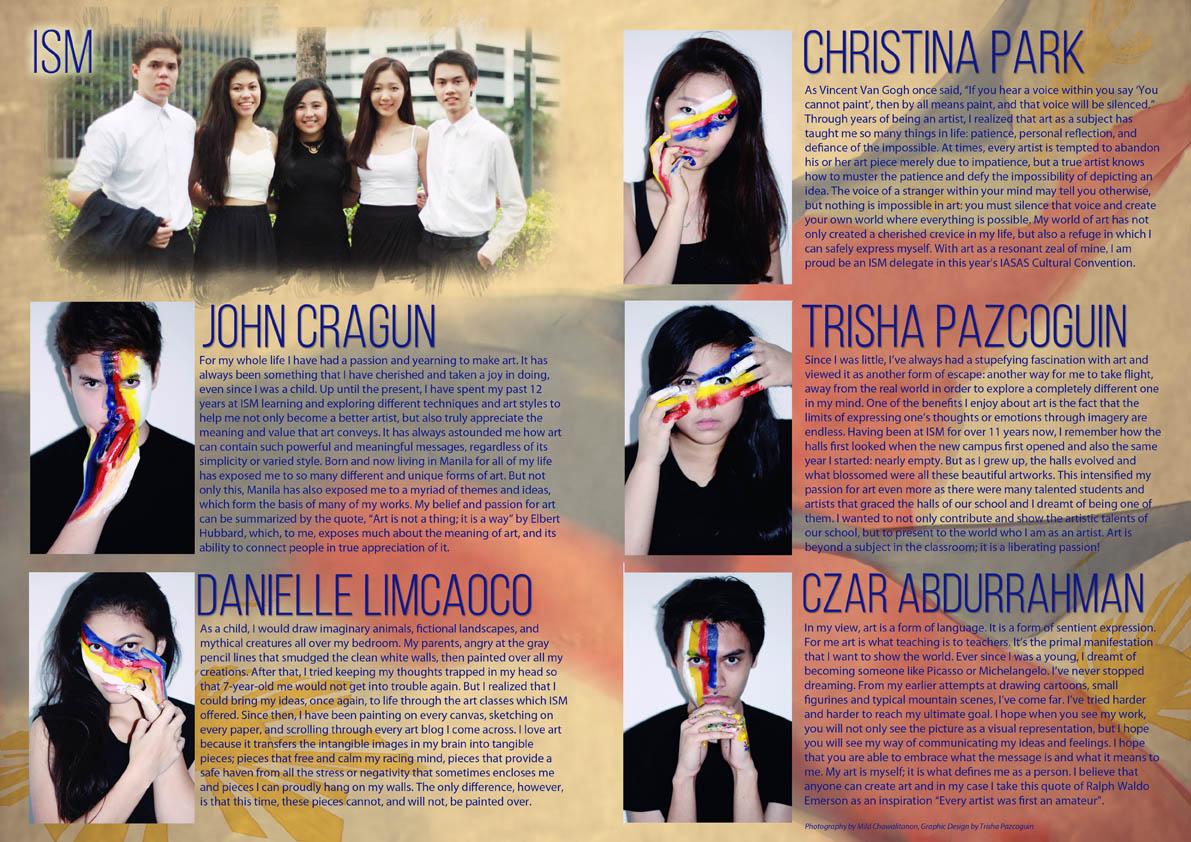 ISM
JOHN CRAGUN
For my whole life I have had a passion and yearning to make art. It has
always been something that I have cherished and taken a joy in doing,
even since I was a child. Up until the present, I have spent my past 12
years at ISM learning and exploring different techniques and art styles to
help me not only become a better artist, but also truly appreciate the
meaning and value that art conveys. It has always astounded me how art
can contain such powerful and meaningful messages, regardless of its
simplicity or varied style. Born and now living in Manila for all of my life
has exposed me to so many different and unique forms of art. But not
only this, Manila has also exposed me to a myriad of themes and ideas,
which form the basis of many of my works. My belief and passion for art
can be summarized by the quote, “Art is not a thing; it is a way” by Elbert
Hubbard, which, to me, exposes much about the meaning of art, and its
ability to connect people in true appreciation of it.
DANIELLE LIMCAOCO
As a child, I would draw imaginary animals, fictional landscapes, and
mythical creatures all over my bedroom. My parents, angry at the gray
pencil lines that smudged the clean white walls, then painted over all my
creations. After that, I tried keeping my thoughts trapped in my head so
that 7-year-old me would not get into trouble again. But I realized that I
could bring my ideas, once again, to life through the art classes which ISM
offered. Since then, I have been painting on every canvas, sketching on
every paper, and scrolling through every art blog I come across. I love art
because it transfers the intangible images in my brain into tangible
pieces; pieces that free and calm my racing mind, pieces that provide a
safe haven from all the stress or negativity that sometimes encloses me
and pieces I can proudly hang on my walls. The only difference, however,
is that this time, these pieces cannot, and will not, be painted over.
CHRISTINA PARK
As Vincent Van Gogh once said, “If you hear a voice within you say ‘You
cannot paint’, then by all means paint, and that voice will be silenced.”
Through years of being an artist, I realized that art as a subject has
taught me so many things in life: patience, personal reflection, and
defiance of the impossible. At times, every artist is tempted to abandon
his or her art piece merely due to impatience, but a true artist knows
how to muster the patience and defy the impossibility of depicting an
idea. The voice of a stranger within your mind may tell you otherwise,
but nothing is impossible in art: you must silence that voice and create
your own world where everything is possible. My world of art has not
only created a cherished crevice in my life, but also a refuge in which I
can safely express myself. With art as a resonant zeal of mine, I am
proud be an ISM delegate in this year's IASAS Cultural Convention.
TRISHA PAZCOGUIN
Since I was little, I've always had a stupefying fascination with art and
viewed it as another form of escape: another way for me to take flight,
away from the real world in order to explore a completely different one
in my mind. One of the benefits I enjoy about art is the fact that the
limits of expressing one's thoughts or emotions through imagery are
endless. Having been at ISM for over 11 years now, I remember how the
halls first looked when the new campus first opened and also the same
year I started: nearly empty. But as I grew up, the halls evolved and
what blossomed were all these beautiful artworks. This intensified my
passion for art even more as there were many talented students and
artists that graced the halls of our school and I dreamt of being one of
them. I wanted to not only contribute and show the artistic talents of
our school, but to present to the world who I am as an artist. Art is
beyond a subject in the classroom; it is a liberating passion!
CZAR ABDURRAHMAN
In my view, art is a form of language. It is a form of sentient expression.
For me art is what teaching is to teachers. It's the primal manifestation
that I want to show the world. Ever since I was a young, I dreamt of
becoming someone like Picasso or Michelangelo. I've never stopped
dreaming. From my earlier attempts at drawing cartoons, small
figurines and typical mountain scenes, I've come far. I've tried harder
and harder to reach my ultimate goal. I hope when you see my work,
you will not only see the picture as a visual representation, but I hope
you will see my way of communicating my ideas and feelings. I hope
that you are able to embrace what the message is and what it means to
me. My art is myself; it is what defines me as a person. I believe that
anyone can create art and in my case I take this quote of Ralph Waldo
Emerson as an inspiration “Every artist was first an amateur”.
Photography by Mild Chawalitanon, Graphic Design by Trisha Pazcoguin